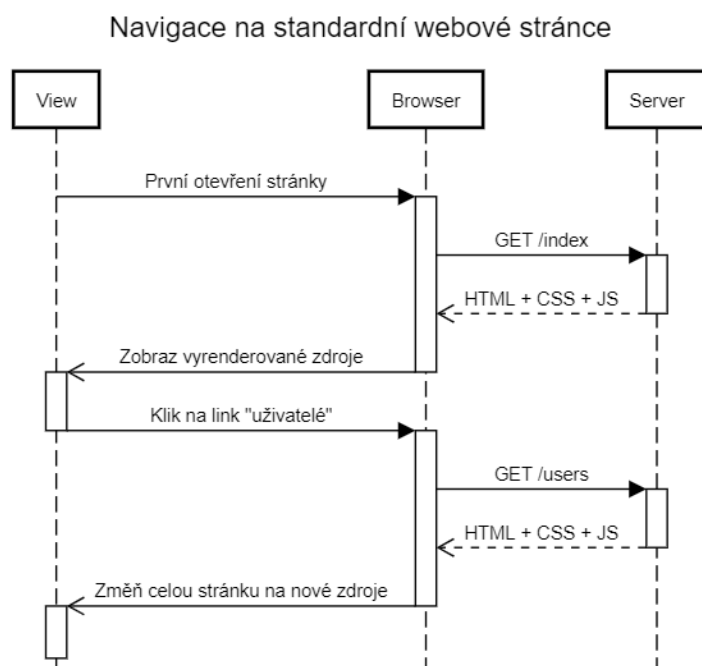 Navigace na standardní webové stránce
View
Browser
Server
První otevření stránky
GET /index
HTML + CSS + JS
Zobraz vyrenderované zdroje
Klik na link "uživatelé"
GET /users
HTML + CSS + JS
Změň celou stránku na nové zdroje